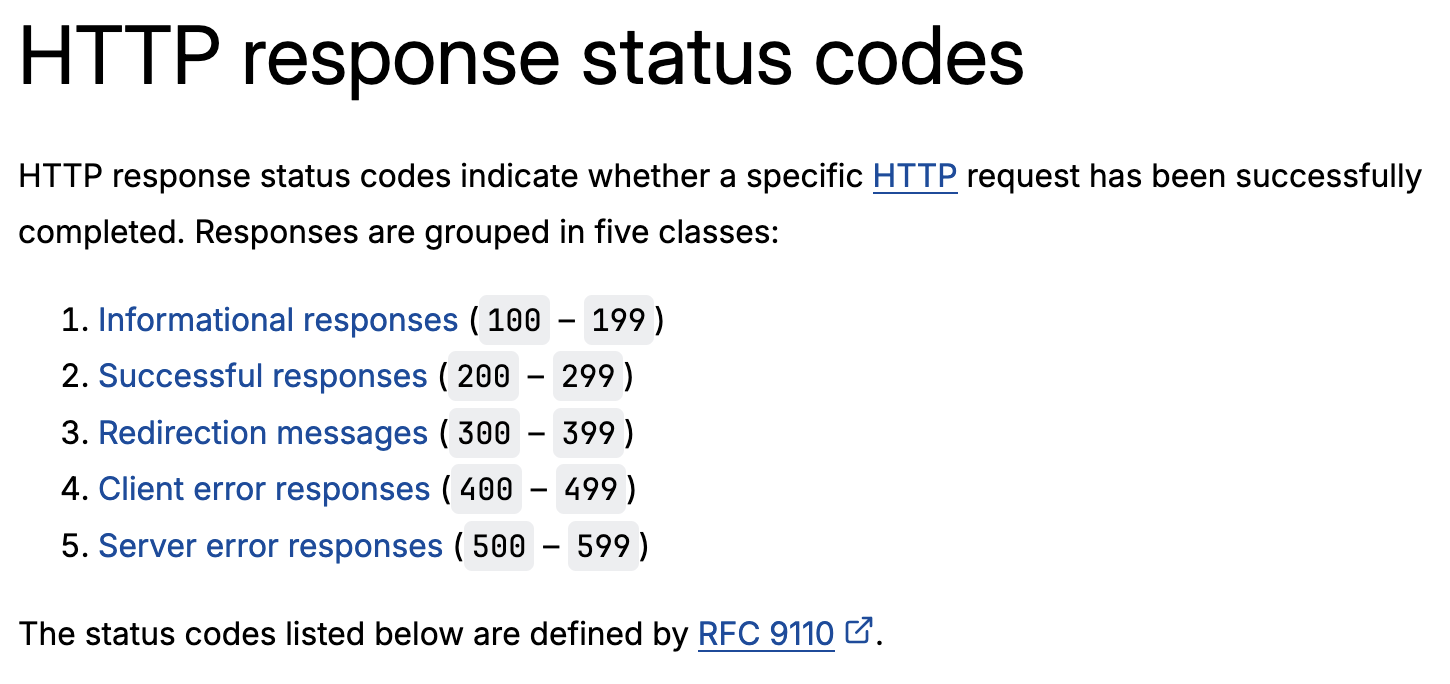 HTTP response status codes
HTTP response status codes indicate whether a specific HTTP request has been successfully
completed. Responses are grouped in five classes:
1. Informational responses (100 – 199)
2. Successful responses (200 – 299)
3. Redirection messages (300 – 399)
4. Client error responses (400 – 499)
5. Server error responses (500 – 599)
The status codes listed below are defined by RFC 9110.